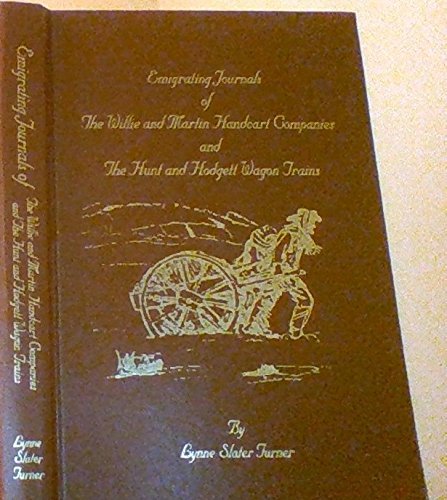 Emigrating Journals
of
The Willie and Martin Handcart Companies
and
The Hunt and Hodgett Wagon Trains
By
Lynne Slater Turner
Emigrating Journals of
The Willie and Martin Handcart Companies
and The Hunt and Hodgett Wagon Trains
Lynne
Slater
Turner